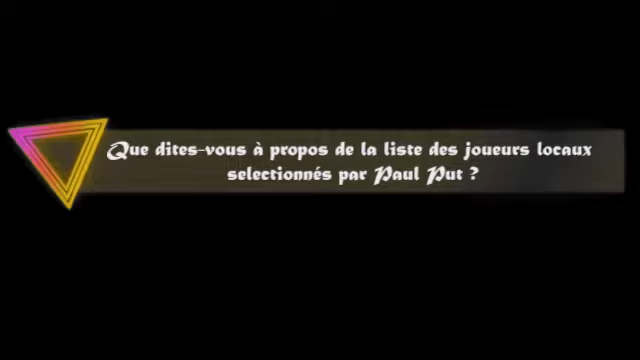 Que dites-vous à propos de la liste des joueurs locaux
selectionnés par Paul Put ?